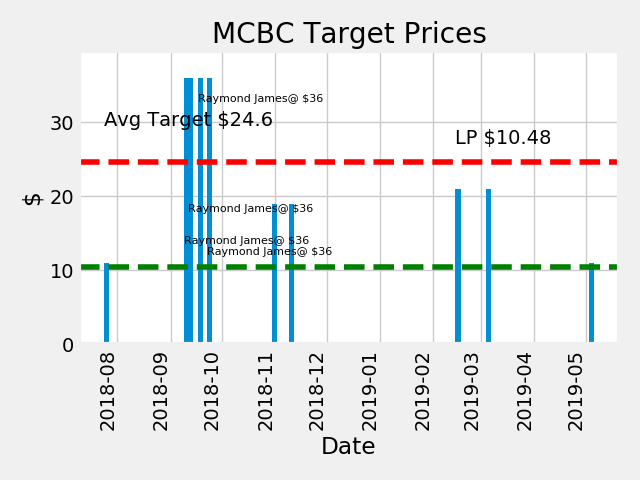 MCBC Target Prices
Raymond James@ $36
Avg Target $24.6
LP $10.48
Raymond James@ $36
Raymond James@ $36
Raymond James@ $36
$
30
20
10
0
2018-08
2018-09
2018-10
2018-11
2018-12
2019-01
2019-02
2019-03
2019-04
2019-05
Date